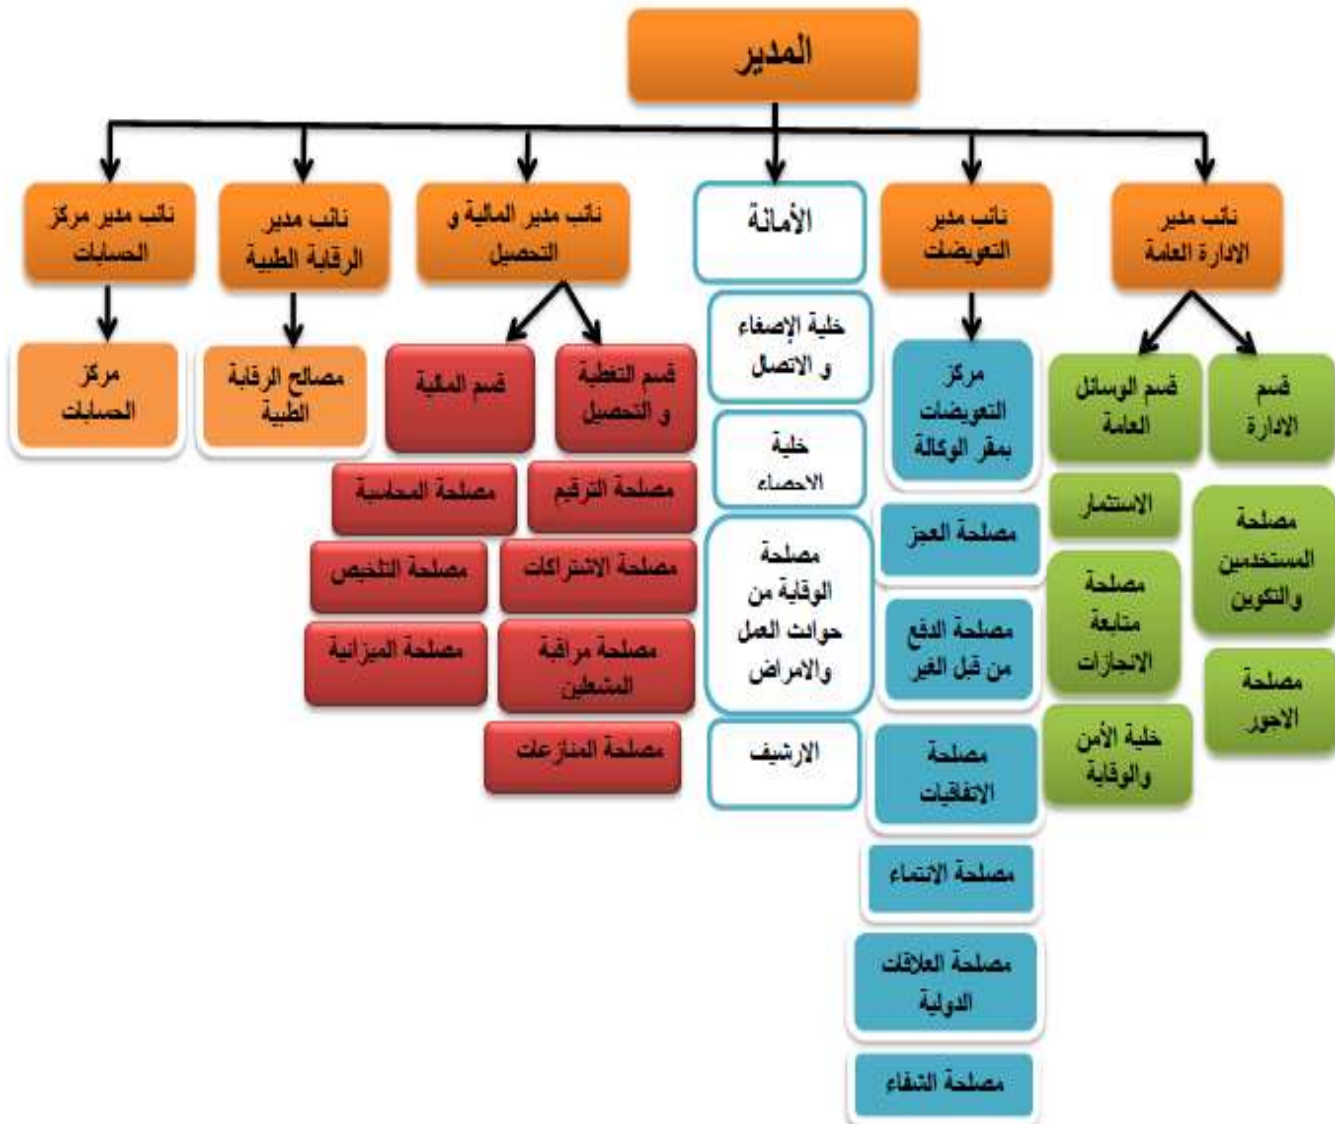 المدير
نائب مدير
الادارة العامة
نائب مدير
التعويضات
الأمانة
نائب مدير المالية و
التحصيل
نائب مدير
الرقابة الطبية
نائب مدير مركز
الحسابات
قسم
الادارة
مصلحة
المستخدمين
والتكوين
مصلحة
الاجور
قسم الوسائل
العامة
الاستثمار
مصلحة
متابعة
الانجازات
خلية الأمن
والوقاية
مركز
التعويضات
بمقر الوكالة
مصلحة العجز
مصلحة الدفع
من قبل الغير
مصلحة
الاتفاقيات
مصلحة الانتماء
مصلحة العلاقات
الدولية
مصلحة الشفاء
خلية الإصغاء
و الاتصال
خلية
الاحصاء
مصلحة
الوقاية من
حوادث العمل
والامراض
الارشيف
قسم التغطية
و التحصيل
مصلحة الترقيم
مصلحة الاشتراكات
مصلحة مراقبة
المشغلين
مصلحة المنازعات
قسم المالية
مصلحة المحاسبة
مصلحة التلخيص
مصلحة الميزانية
مصالح الرقابة
الطبية
مركز
الحسابات